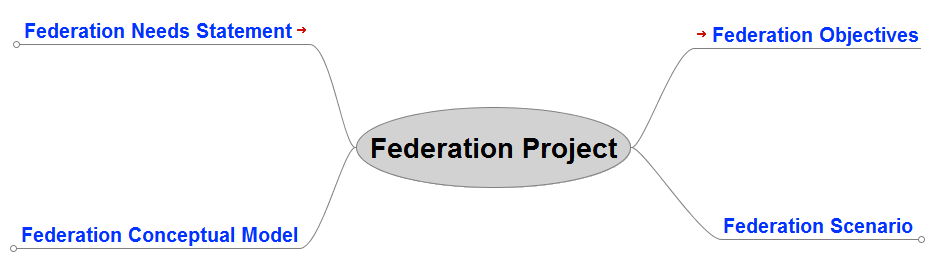 Federation Needs Statement
Federation Objectives
Federation Project
Federation Conceptual Model
Federation Scenario